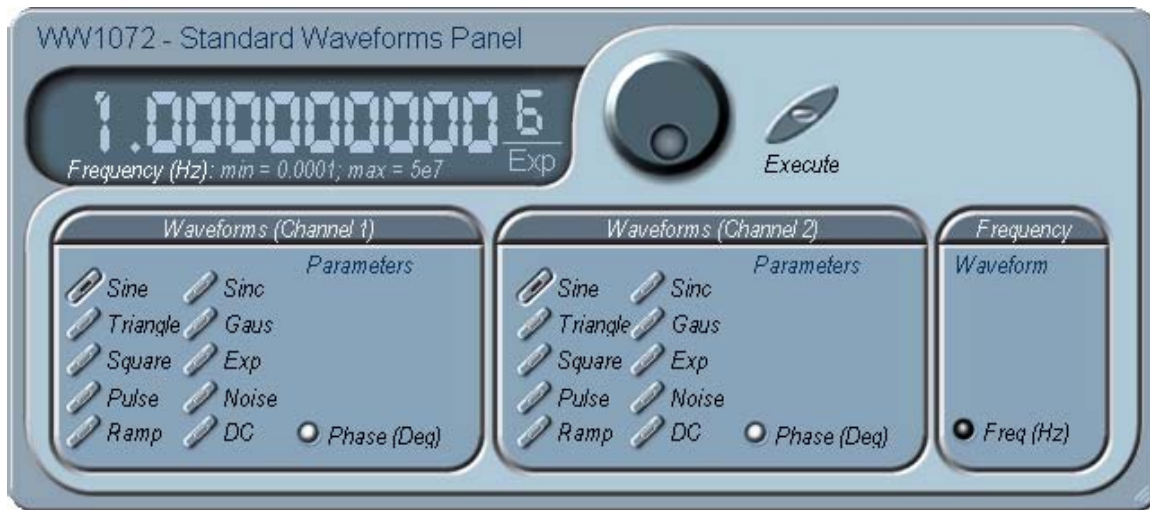 WW1072 - Standard Waveforms Panel
1.000000000 6
Exp
Frequency (Hz): min = 0.0001; max = 5e7
Execute
Waveforms (Channel 1)
Parameters
Sine Sinc
Triangle Gaus
Square Exp
Pulse Noise
Ramp DC Phase (Deg)
Waveforms (Channel 2)
Parameters
Sine Sinc
Triangle Gaus
Square Exp
Pulse Noise
Ramp DC Phase (Deg)
Frequency
Waveform
Freq (Hz)